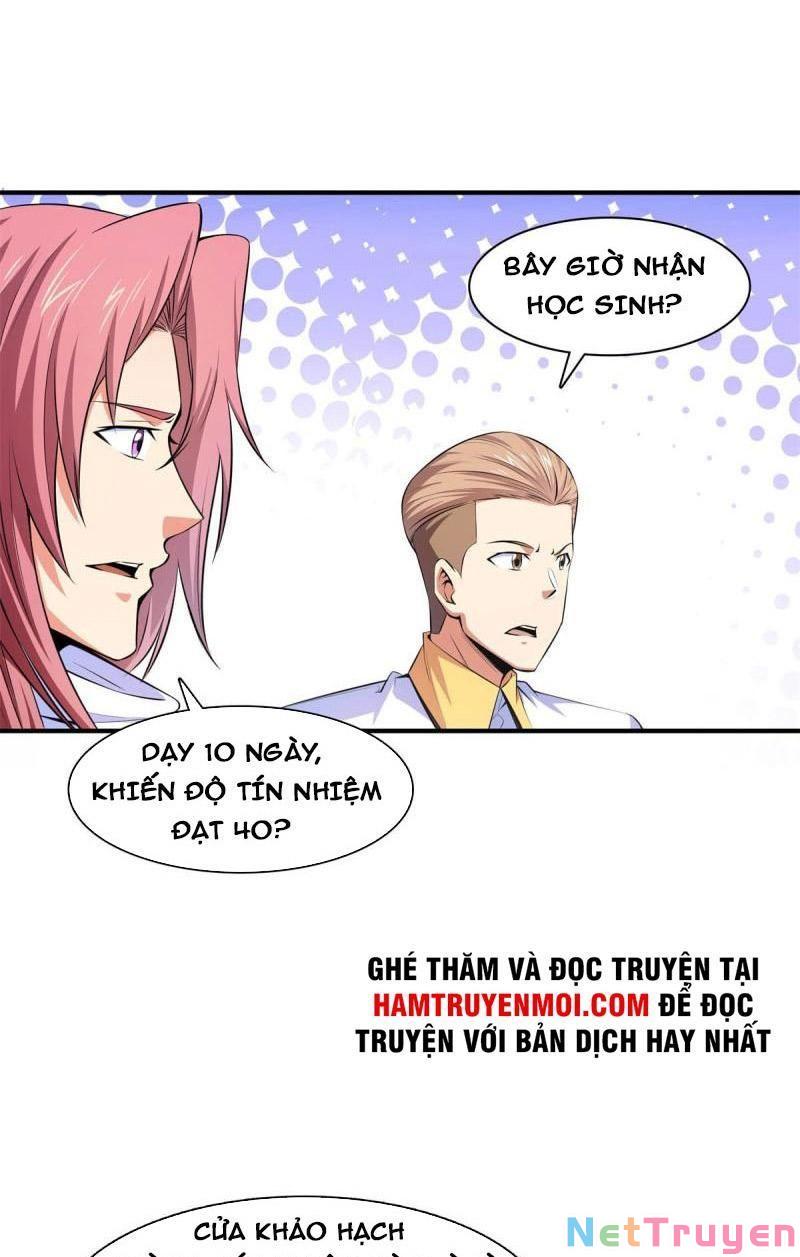 BÂY GIỜ NHẬN
HỌC SINH?
DẠY 10 NGÀY,
KHIẾN ĐỘ TÍN NHIỆM
ĐẠT 40?
GHÉ THĂM VÀ ĐỌC TRUYỆN TẠI
HAMTRUYENMOI.COM ĐỂ ĐỌC
TRUYỆN VỚI BẢN DỊCH HAY NHẤT
CỬA KHẢO HẠCH
NetTruyen